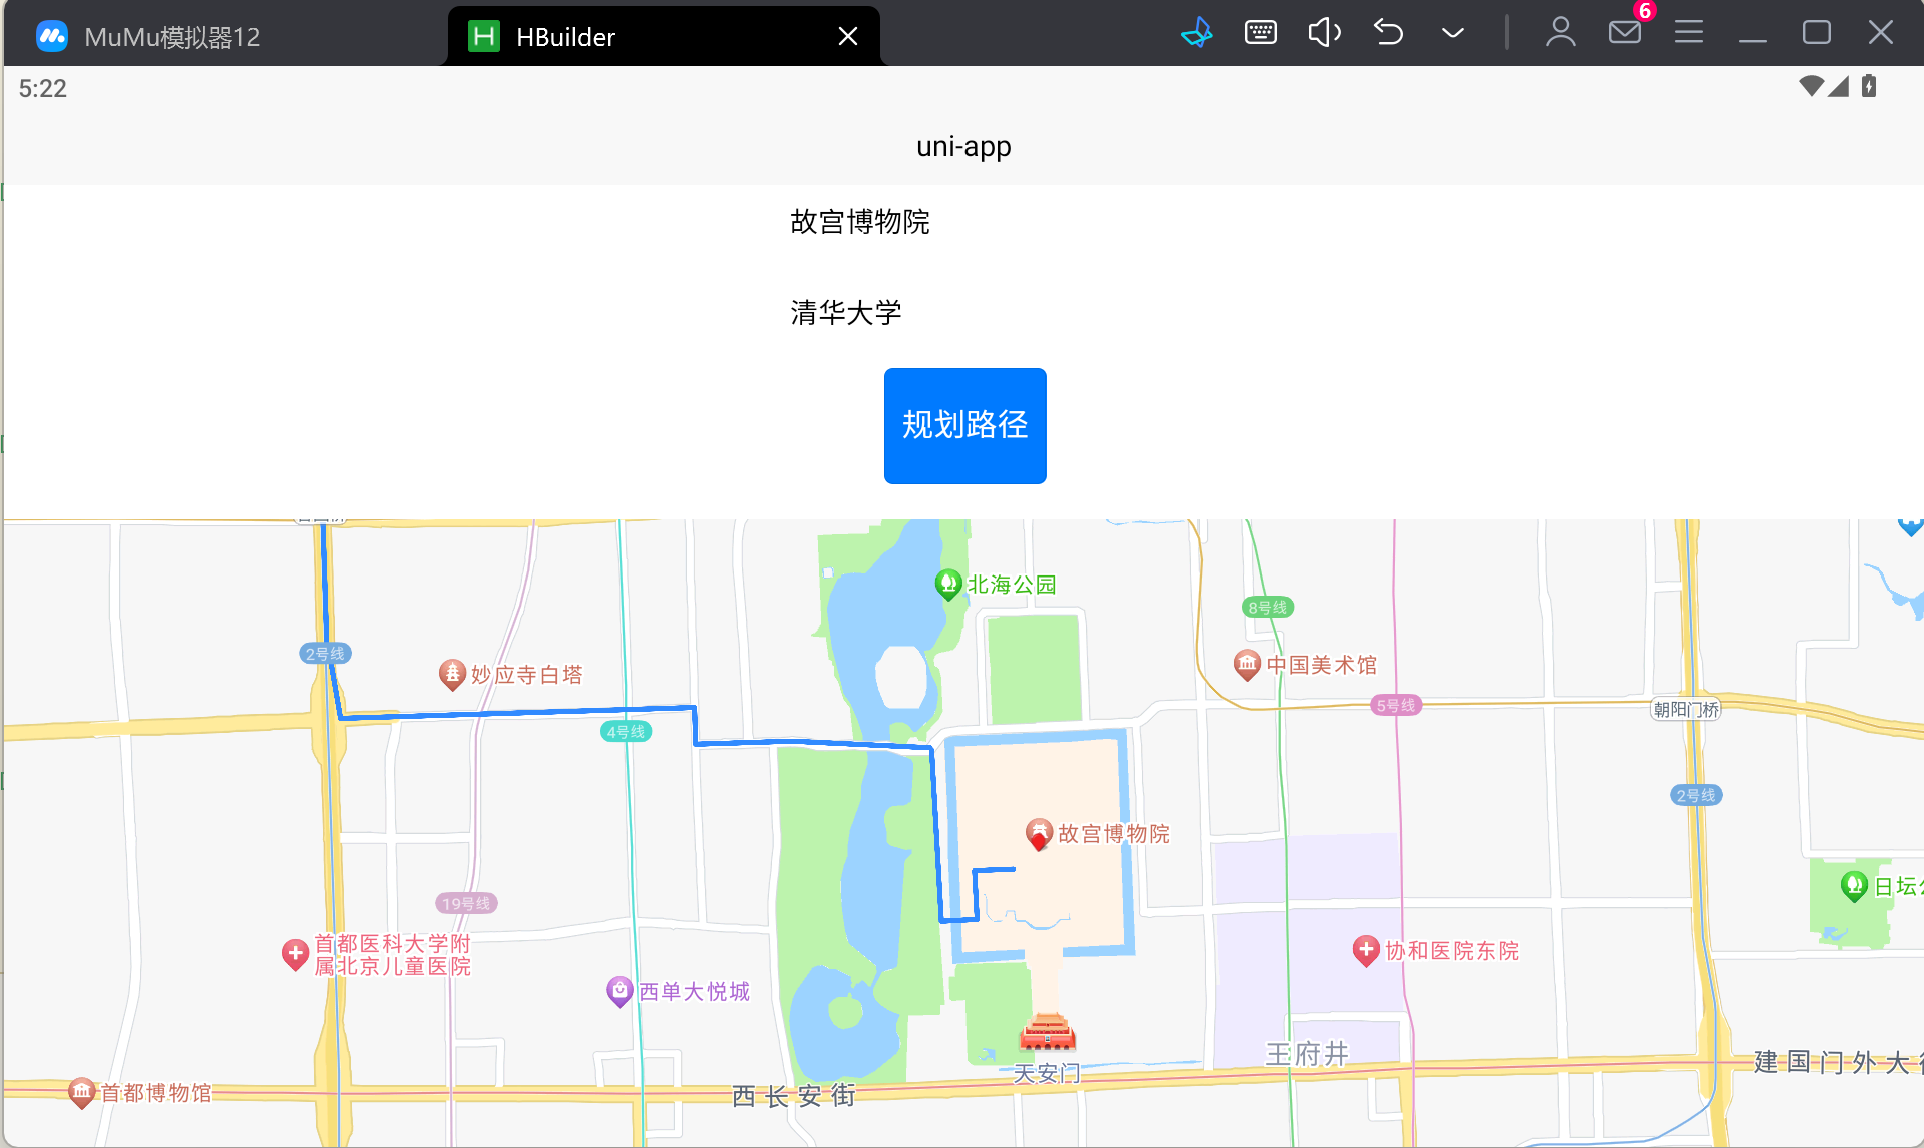 MuMu模拟器12
HBuilder
6
5:22
uni-app
故宫博物院
清华大学
规划路径
北海公园
8号线
2号线
妙应寺白塔
中国美术馆
5号线
朝阳门桥
4号线
2号线
故宫博物院
19号线
日坛
首都医科大学附
属北京儿童医院
协和医院东院
西单大悦城
王府井
天安门
建国门外大
首都博物馆
西长安街